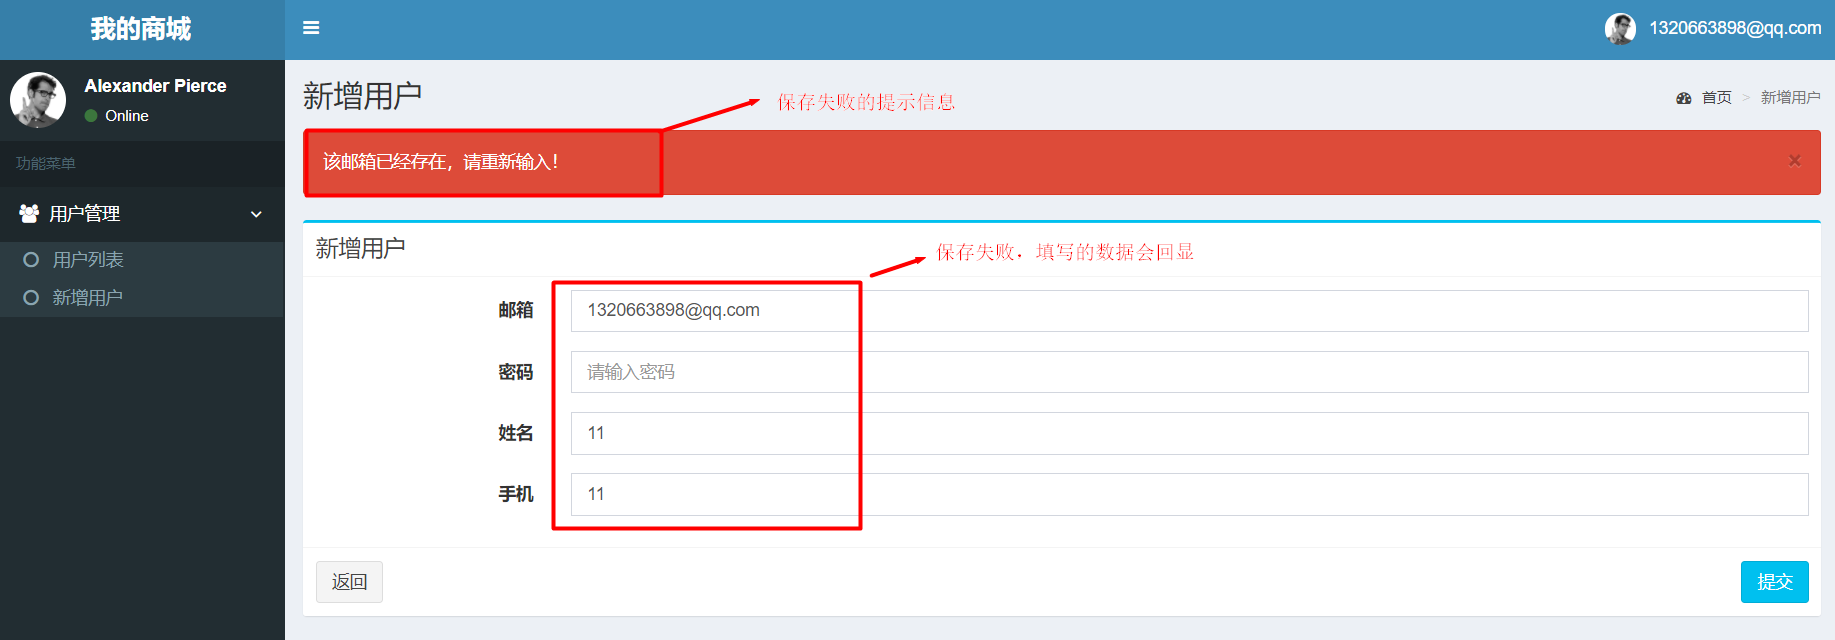 我的商城
1320663898@qq.com
Alexander Pierce
Online
功能菜单
用户管理
用户列表
新增用户
新增用户
首页 > 新增用户
保存失败的提示信息
该邮箱已经存在，请重新输入！
×
新增用户
保存失败，填写的数据会回显
邮箱 1320663898@qq.com
密码 请输入密码
姓名 11
手机 11
返回
提交